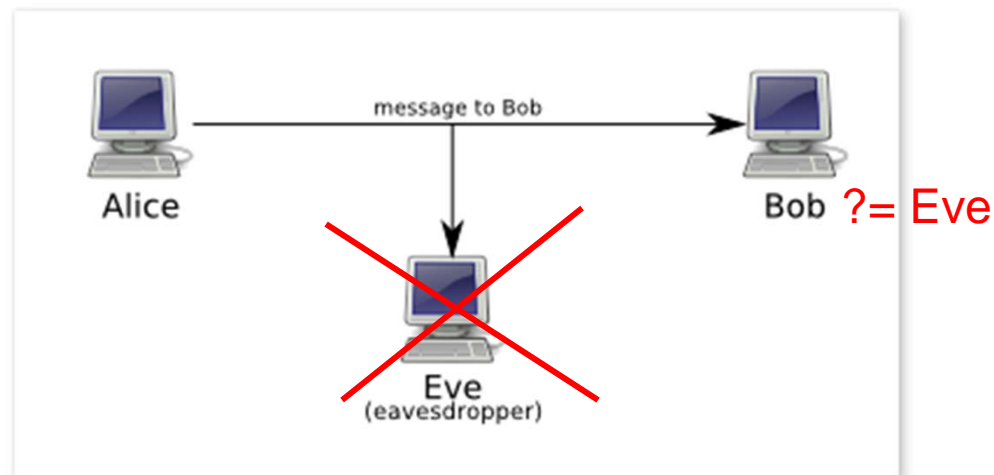 message to Bob
Alice
Bob ?= Eve
Eve
(eavesdropper)